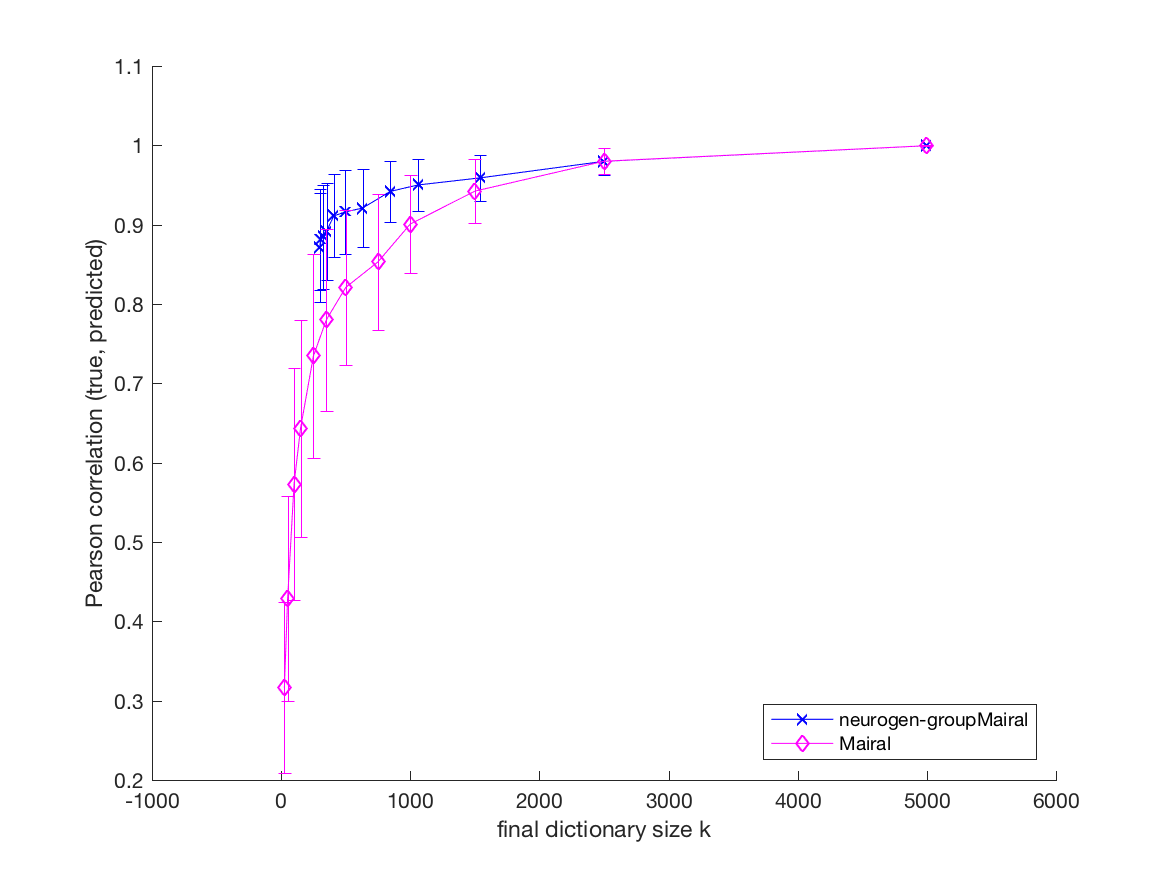 1.1
1
0.9
0.8
0.7
0.6
0.5
0.4
0.3
0.2
Pearson correlation (true, predicted)
-1000 0 1000 2000 3000 4000 5000 6000
final dictionary size k
neurogen-groupMairal
Mairal